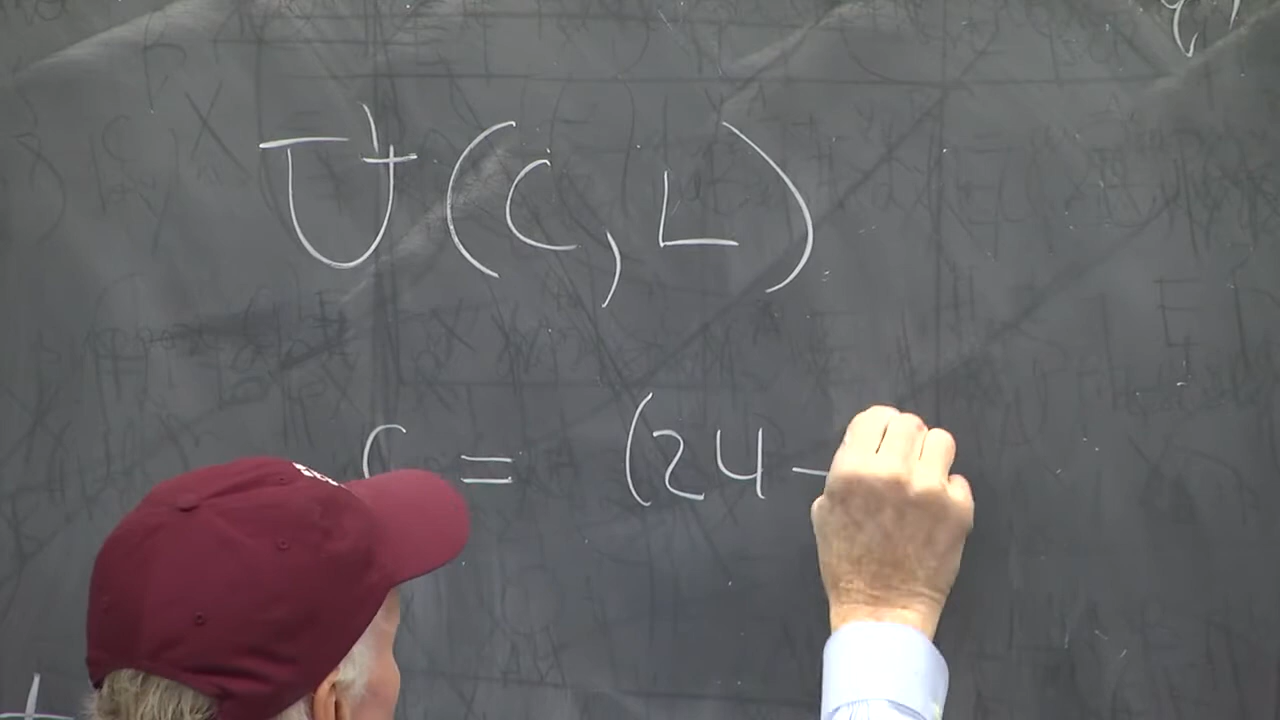 U(C, L)
C = (24 -